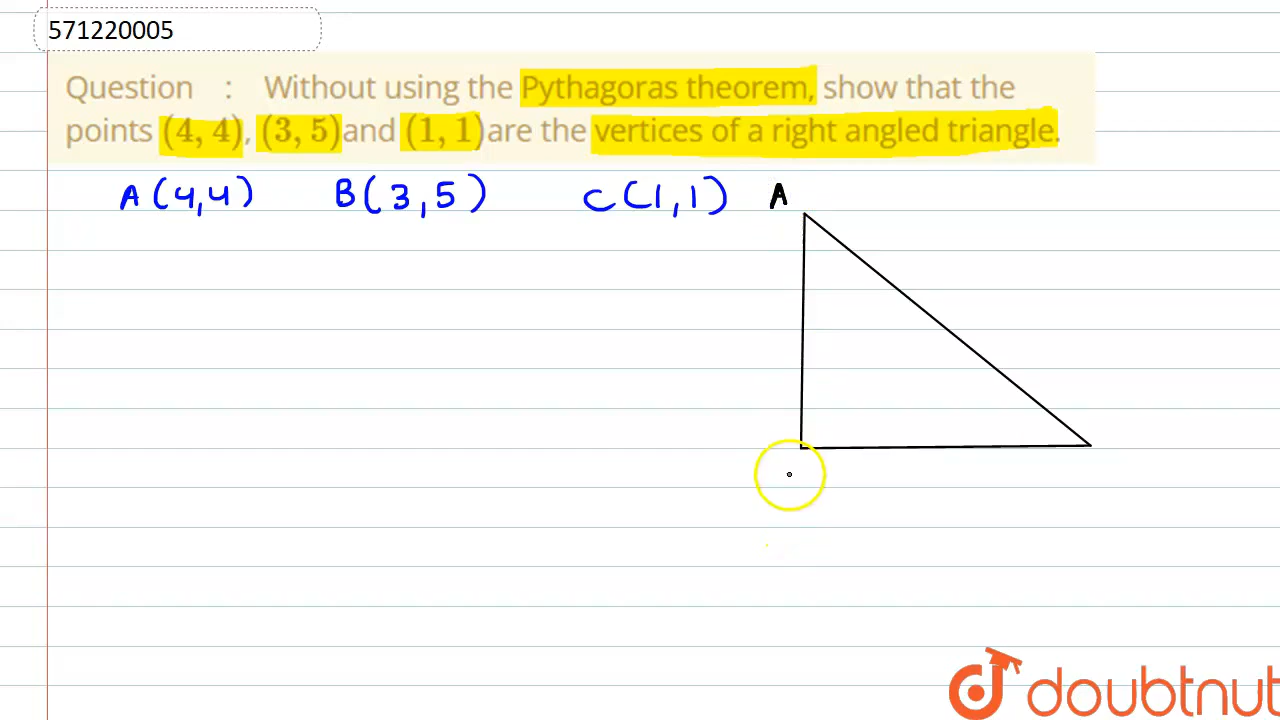 571220005
Question : Without using the Pythagoras theorem, show that the
points (4, 4), (3, 5)and (1, 1)are the vertices of a right angled triangle.
A (4,4) B(3,5) C(1,1) A
doubtnut